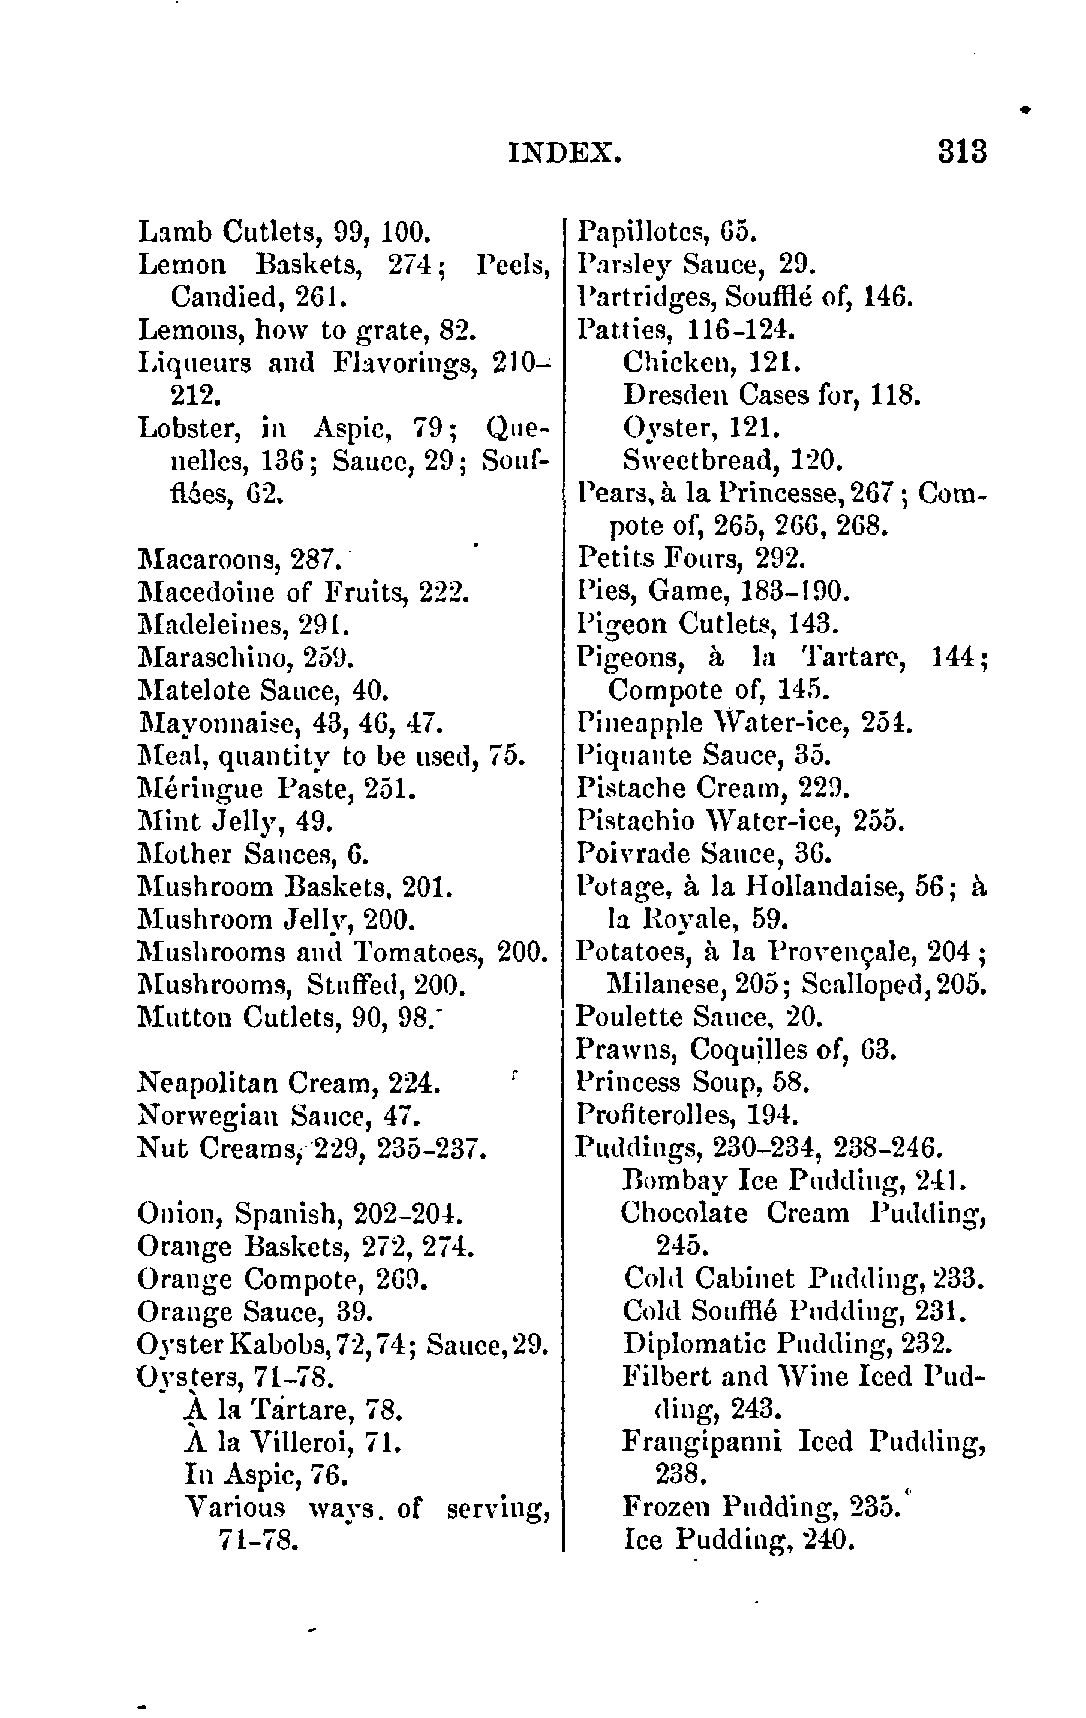 INDEX. 313
Lamb Cutlets, 99, 100.
Lemon Baskets, 274; Peels,
Candied, 261.
Lemons, how to grate, 82.
Liqueurs and Flavorings, 210-
212.
Lobster, in Aspic, 79; Que-
nelles, 136; Sauce, 29; Souf-
flées, 62.
Macaroons, 287.
Macedoine of Fruits, 222.
Madeleines, 291.
Maraschino, 259.
Matelote Sauce, 40.
Mayonnaise, 43, 46, 47.
Meal, quantity to be used, 75.
Méringue Paste, 251.
Mint Jelly, 49.
Mother Sauces, 6.
Mushroom Baskets, 201.
Mushroom Jelly, 200.
Mushrooms and Tomatoes, 200.
Mushrooms, Stuffed, 200.
Mutton Cutlets, 90, 98.
Neapolitan Cream, 224.
Norwegian Sauce, 47.
Nut Creams, 229, 235-237.
Onion, Spanish, 202-204.
Orange Baskets, 272, 274.
Orange Compote, 269.
Orange Sauce, 39.
Oyster Kabobs, 72, 74; Sauce, 29.
Oysters, 71-78.
À la Tartare, 78.
À la Villeroi, 71.
In Aspic, 76.
Various ways of serving,
71-78.
Papillotes, 65.
Parsley Sauce, 29.
Partridges, Soufflé of, 146.
Patties, 116-124.
Chicken, 121.
Dresden Cases for, 118.
Oyster, 121.
Sweetbread, 120.
Pears, à la Princesse, 267; Com-
pote of, 265, 266, 268.
Petits Fours, 292.
Pies, Game, 183-190.
Pigeon Cutlets, 143.
Pigeons, à la Tartare, 144;
Compote of, 145.
Pineapple Water-ice, 254.
Piquante Sauce, 35.
Pistache Cream, 229.
Pistachio Water-ice, 255.
Poivrade Sauce, 36.
Potage, à la Hollandaise, 56; à
la Royale, 59.
Potatoes, à la Provençale, 204;
Milanese, 205; Scalloped, 205.
Poulette Sauce, 20.
Prawns, Coquilles of, 63.
Princess Soup, 58.
Profiterolles, 194.
Puddings, 230-234, 238-246.
Bombay Ice Pudding, 241.
Chocolate Cream Pudding,
245.
Cold Cabinet Pudding, 233.
Cold Soufflé Pudding, 231.
Diplomatic Pudding, 232.
Filbert and Wine Iced Pud-
ding, 243.
Frangipanni Iced Pudding,
238.
Frozen Pudding, 235.
Ice Pudding, 240.